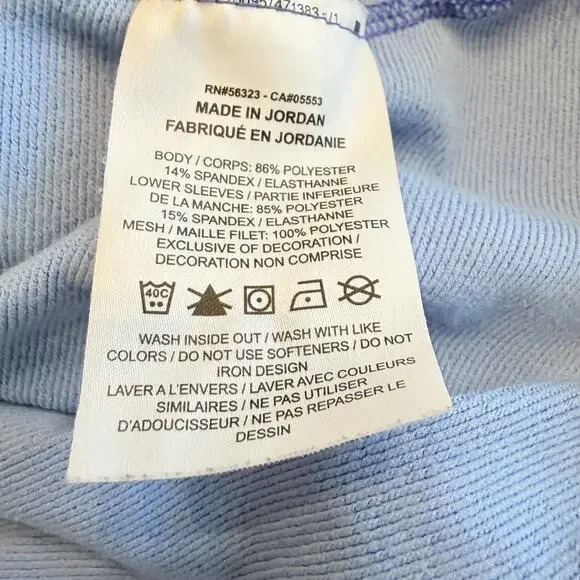 471383
RN#56323 - CA#05553
MADE IN JORDAN
FABRIQUÉ EN JORDANIE
BODY / CORPS: 86% POLYESTER
14% SPANDEX / ELASTHANNE
LOWER SLEEVES / PARTIE INFERIEURE
DE LA MANCHE: 85% POLYESTER
15% SPANDEX / ELASTHANNE
MESH / MAILLE FILET: 100% POLYESTER
EXCLUSIVE OF DECORATION /
DECORATION NON COMPRISE
40C
WASH INSIDE OUT / WASH WITH LIKE
COLORS / DO NOT USE SOFTENERS / DO NOT
IRON DESIGN
LAVER A L'ENVERS / LAVER AVEC COULEURS
SIMILAIRES / NE PAS UTILISER
D'ADOUCISSEUR / NE PAS REPASSER LE
DESSIN